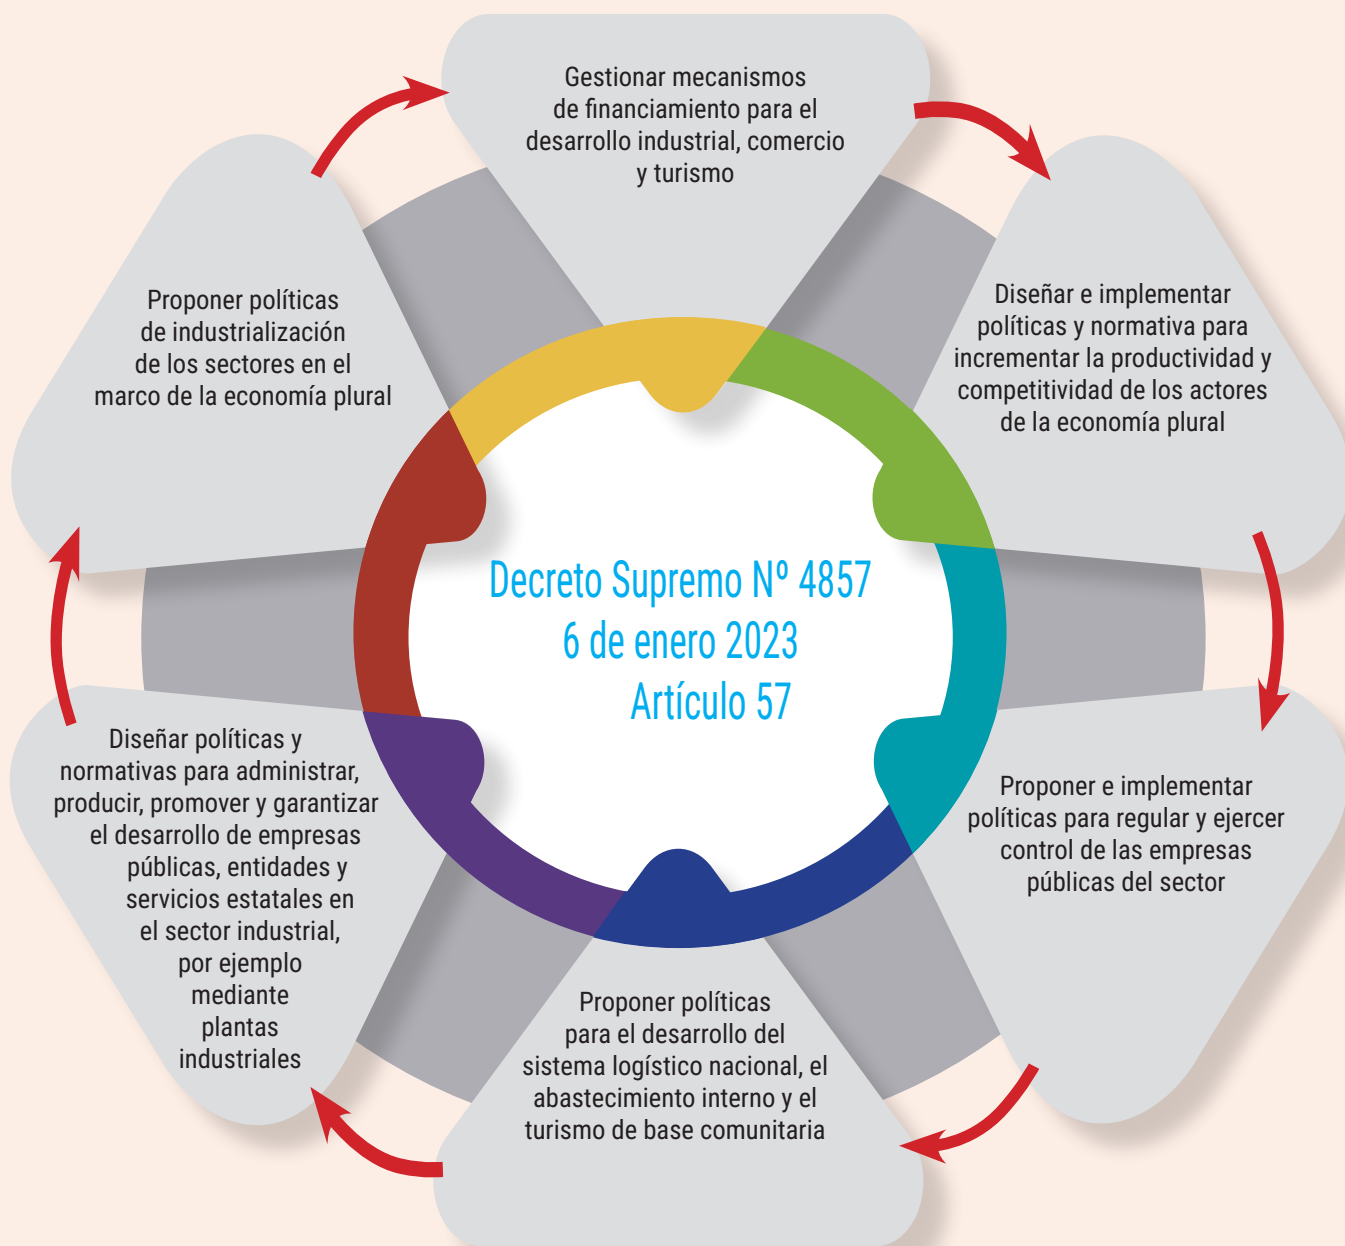 Gestionar mecanismos
de financiamiento para el
desarrollo industrial, comercio
y turismo
Diseñar e implementar
políticas y normativa para
incrementar la productividad y
competitividad de los actores
de la economía plural
Proponer e implementar
políticas para regular y ejercer
control de las empresas
públicas del sector
Proponer políticas
para el desarrollo del
sistema logístico nacional, el
abastecimiento interno y el
turismo de base comunitaria
Diseñar políticas y
normativas para administrar,
producir, promover y garantizar
el desarrollo de empresas
públicas, entidades y
servicios estatales en
el sector industrial,
por ejemplo
mediante
plantas
industriales
Proponer políticas
de industrialización
de los sectores en el
marco de la economía plural
Decreto Supremo Nº 4857
6 de enero 2023
Artículo 57